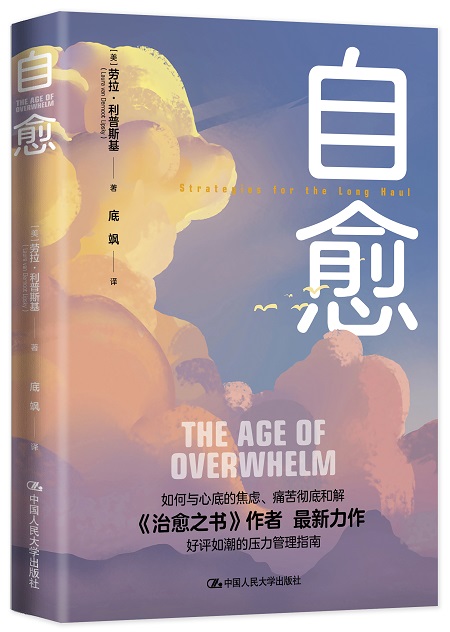 自愈
THE AGE OF
OVERWHELM
[美]劳拉·利普斯基
(Laura van Dernoot Lipsky)
著
底飒
译
中国人民大学出版社
[美]劳拉·利普斯基
(Laura van Dernoot Lipsky)
著
底飒
译
自愈
Strategies for the Long Haul
THE AGE OF
OVERWHELM
如何与心底的焦虑、痛苦彻底和解
《治愈之书》作者 最新力作
好评如潮的压力管理指南
中国人民大学出版社